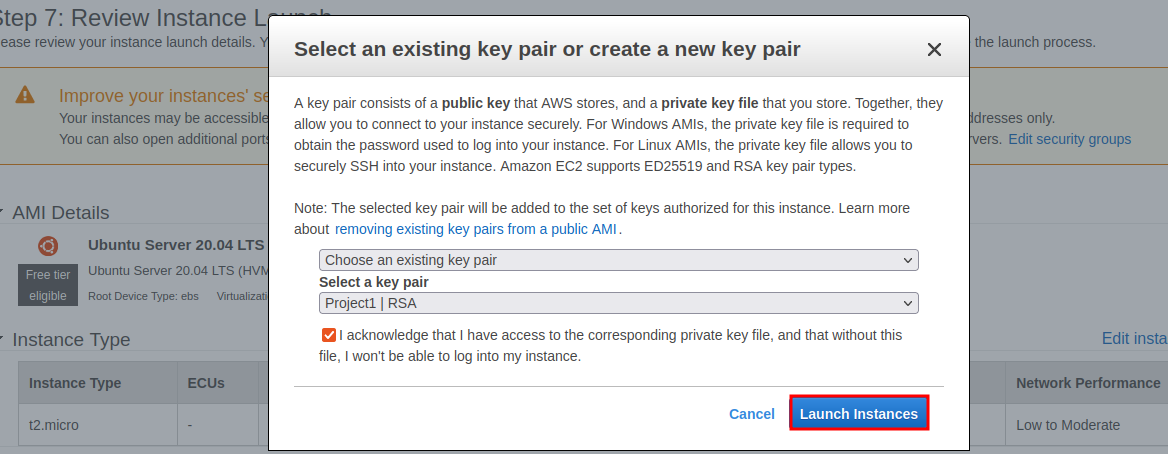 Step 7: Review Instance Launch
ease review your instance launch details. Y
the launch process.
Select an existing key pair or create a new key pair
Improve your instances' se
Your instances may be accessible
ddresses only.
You can also open additional ports
rvers. Edit security groups
A key pair consists of a public key that AWS stores, and a private key file that you store. Together, they
allow you to connect to your instance securely. For Windows AMIs, the private key file is required to
obtain the password used to log into your instance. For Linux AMIs, the private key file allows you to
securely SSH into your instance. Amazon EC2 supports ED25519 and RSA key pair types.
Note: The selected key pair will be added to the set of keys authorized for this instance. Learn more
about removing existing key pairs from a public AMI.
Choose an existing key pair
Select a key pair
Project1 | RSA
I acknowledge that I have access to the corresponding private key file, and that without this
file, I won't be able to log into my instance.
Cancel
Launch Instances
AMI Details
Ubuntu Server 20.04 LTS
Free tier
eligible
Ubuntu Server 20.04 LTS (HVM
Root Device Type: ebs Virtualizati
Instance Type
Edit insta
Instance Type
ECUs
Network Performance
t2.micro
-
Low to Moderate